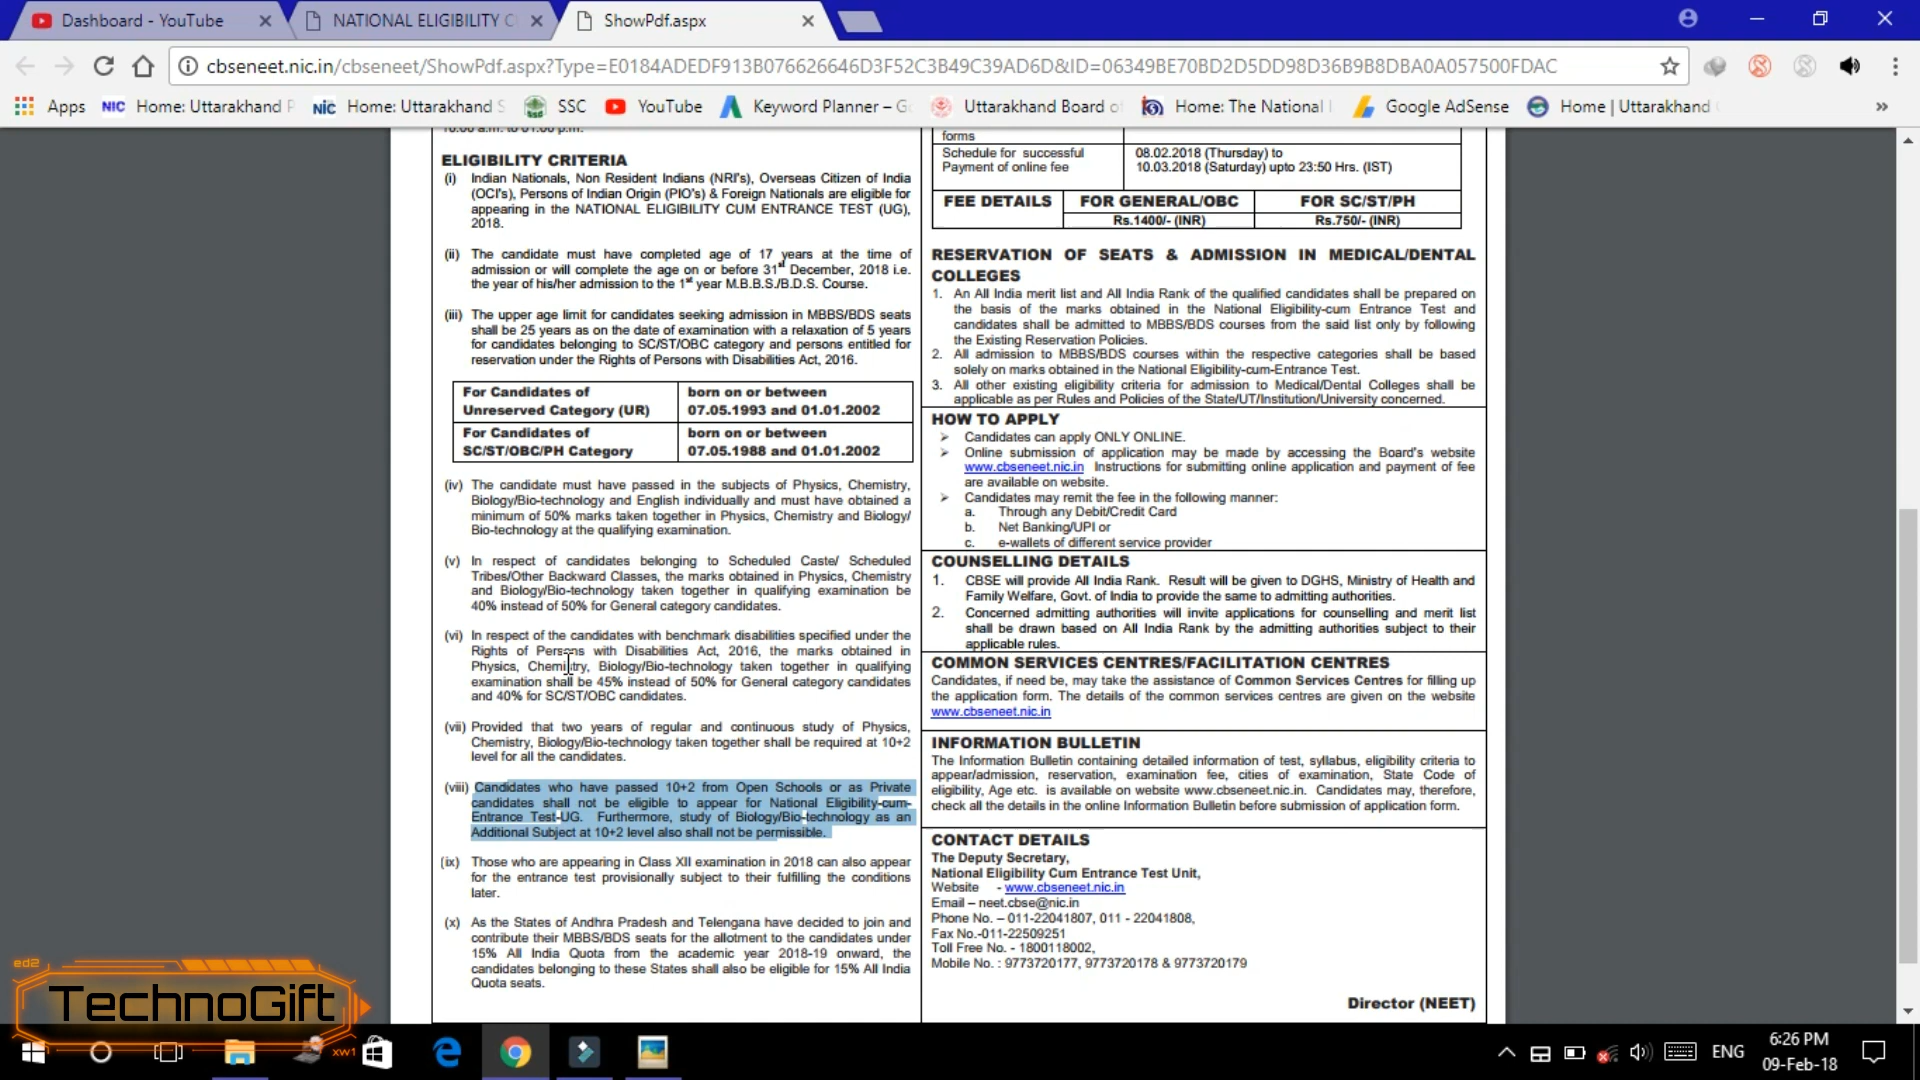 Dashboard - YouTube
NATIONAL ELIGIBILITY C
ShowPdf.aspx
cbseneet.nic.in/cbseneet/ShowPdf.aspx?Type=E0184ADEDF913B076626646D3F52C3B49C39AD6D&ID=06349BE70BD2D5DD98D36B9B8DBA0A057500FDAC
Apps
NIC Home: Uttarakhand P
NIC Home: Uttarakhand S
SSC
YouTube
Keyword Planner – Go
Uttarakhand Board o
Home: The National I
Google AdSense
Home | Uttarakhand
»
10:00 a.m. to 01:00 p.m.
ELIGIBILITY CRITERIA
(i) Indian Nationals, Non Resident Indians (NRI's), Overseas Citizen of India
(OCI's), Persons of Indian Origin (PIO's) & Foreign Nationals are eligible for
appearing in the NATIONAL ELIGIBILITY CUM ENTRANCE TEST (UG),
2018.
(ii) The candidate must have completed age of 17 years at the time of
admission or will complete the age on or before 31st December, 2018 i.e.
the year of his/her admission to the 1st year M.B.B.S./B.D.S. Course.
(iii) The upper age limit for candidates seeking admission in MBBS/BDS seats
shall be 25 years as on the date of examination with a relaxation of 5 years
for candidates belonging to SC/ST/OBC category and persons entitled for
reservation under the Rights of Persons with Disabilities Act, 2016.
For Candidates of
Unreserved Category (UR)
born on or between
07.05.1993 and 01.01.2002
For Candidates of
SC/ST/OBC/PH Category
born on or between
07.05.1988 and 01.01.2002
(iv) The candidate must have passed in the subjects of Physics, Chemistry,
Biology/Bio-technology and English individually and must have obtained a
minimum of 50% marks taken together in Physics, Chemistry and Biology/
Bio-technology at the qualifying examination.
(v) In respect of candidates belonging to Scheduled Caste/ Scheduled
Tribes/Other Backward Classes, the marks obtained in Physics, Chemistry
and Biology/Bio-technology taken together in qualifying examination be
40% instead of 50% for General category candidates.
(vi) In respect of the candidates with benchmark disabilities specified under the
Rights of Persons with Disabilities Act, 2016, the marks obtained in
Physics, Chemistry, Biology/Bio-technology taken together in qualifying
examination shall be 45% instead of 50% for General category candidates
and 40% for SC/ST/OBC candidates.
(vii) Provided that two years of regular and continuous study of Physics,
Chemistry, Biology/Bio-technology taken together shall be required at 10+2
level for all the candidates.
(viii) Candidates who have passed 10+2 from Open Schools or as Private
candidates shall not be eligible to appear for National Eligibility-cum-
Entrance Test-UG. Furthermore, study of Biology/Bio-technology as an
Additional Subject at 10+2 level also shall not be permissible.
(ix) Those who are appearing in Class XII examination in 2018 can also appear
for the entrance test provisionally subject to their fulfilling the conditions
later.
(x) As the States of Andhra Pradesh and Telengana have decided to join and
contribute their MBBS/BDS seats for the allotment to the candidates under
15% All India Quota from the academic year 2018-19 onward, the
candidates belonging to these States shall also be eligible for 15% All India
Quota seats.
forms
Schedule for successful
Payment of online fee
08.02.2018 (Thursday) to
10.03.2018 (Saturday) upto 23:50 Hrs. (IST)
FEE DETAILS
FOR GENERAL/OBC
FOR SC/ST/PH
Rs.1400/- (INR)
Rs.750/- (INR)
RESERVATION OF SEATS & ADMISSION IN MEDICAL/DENTAL
COLLEGES
1. An All India merit list and All India Rank of the qualified candidates shall be prepared on
the basis of the marks obtained in the National Eligibility-cum Entrance Test and
candidates shall be admitted to MBBS/BDS courses from the said list only by following
the Existing Reservation Policies.
2. All admission to MBBS/BDS courses within the respective categories shall be based
solely on marks obtained in the National Eligibility-cum-Entrance Test.
3. All other existing eligibility criteria for admission to Medical/Dental Colleges shall be
applicable as per Rules and Policies of the State/UT/Institution/University concerned.
HOW TO APPLY
➢ Candidates can apply ONLY ONLINE.
➢ Online submission of application may be made by accessing the Board's website
www.cbseneet.nic.in Instructions for submitting online application and payment of fee
are available on website.
➢ Candidates may remit the fee in the following manner:
a. Through any Debit/Credit Card
b. Net Banking/UPI or
c. e-wallets of different service provider
COUNSELLING DETAILS
1. CBSE will provide All India Rank. Result will be given to DGHS, Ministry of Health and
Family Welfare, Govt. of India to provide the same to admitting authorities.
2. Concerned admitting authorities will invite applications for counselling and merit list
shall be drawn based on All India Rank by the admitting authorities subject to their
applicable rules.
COMMON SERVICES CENTRES/FACILITATION CENTRES
Candidates, if need be, may take the assistance of Common Services Centres for filling up
the application form. The details of the common services centres are given on the website
www.cbseneet.nic.in
INFORMATION BULLETIN
The Information Bulletin containing detailed information of test, syllabus, eligibility criteria to
appear/admission, reservation, examination fee, cities of examination, State Code of
eligibility, Age etc. is available on website www.cbseneet.nic.in. Candidates may, therefore,
check all the details in the online Information Bulletin before submission of application form.
CONTACT DETAILS
The Deputy Secretary,
National Eligibility Cum Entrance Test Unit,
Website - www.cbseneet.nic.in
Email – neet.cbse@nic.in
Phone No. – 011-22041807, 011 - 22041808,
Fax No.-011-22509251
Toll Free No. - 1800118002,
Mobile No. : 9773720177, 9773720178 & 9773720179
Director (NEET)
ed2
TechnoGift
xw1
ENG
6:26 PM
09-Feb-18